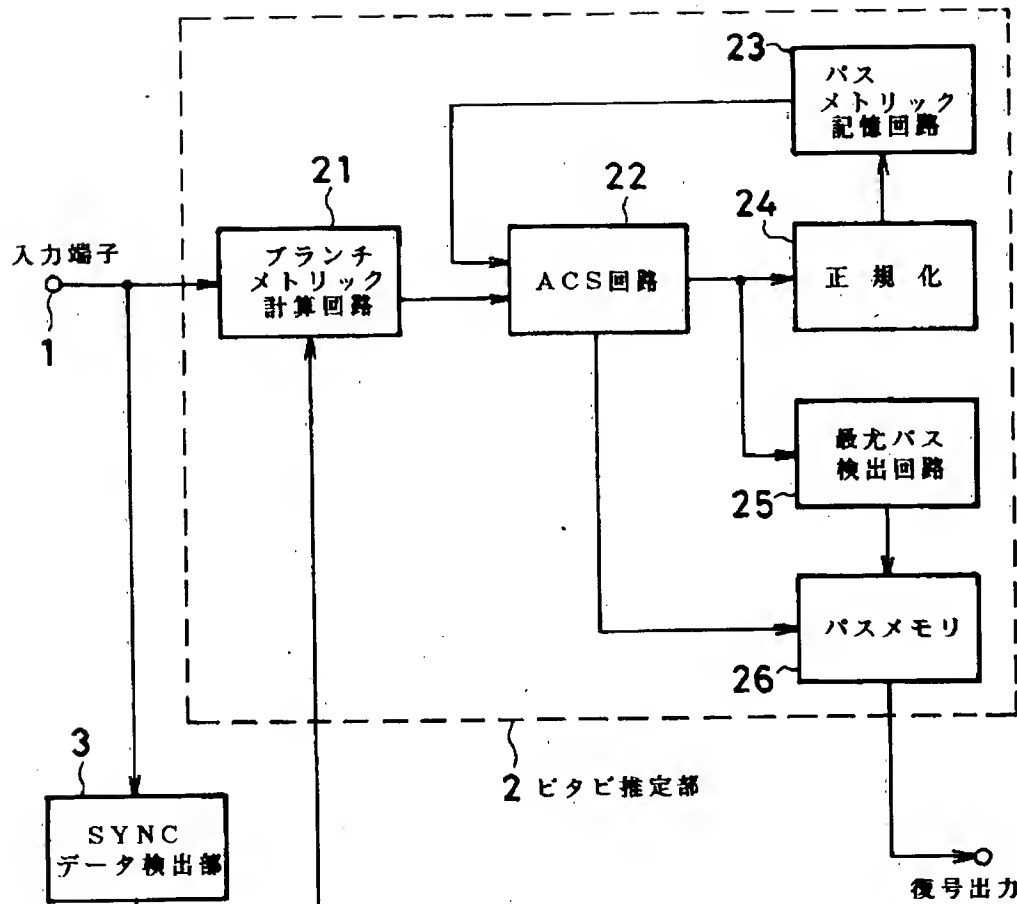 23
パス
メトリック
記憶回路
21
22
24
入力端子
ブランチ
メトリック
計算回路
ACS回路
正規化
1
最尤パス
検出回路
25
パスメモリ
26
3
2 ビタビ推定部
SYNC
データ検出部
復号出力